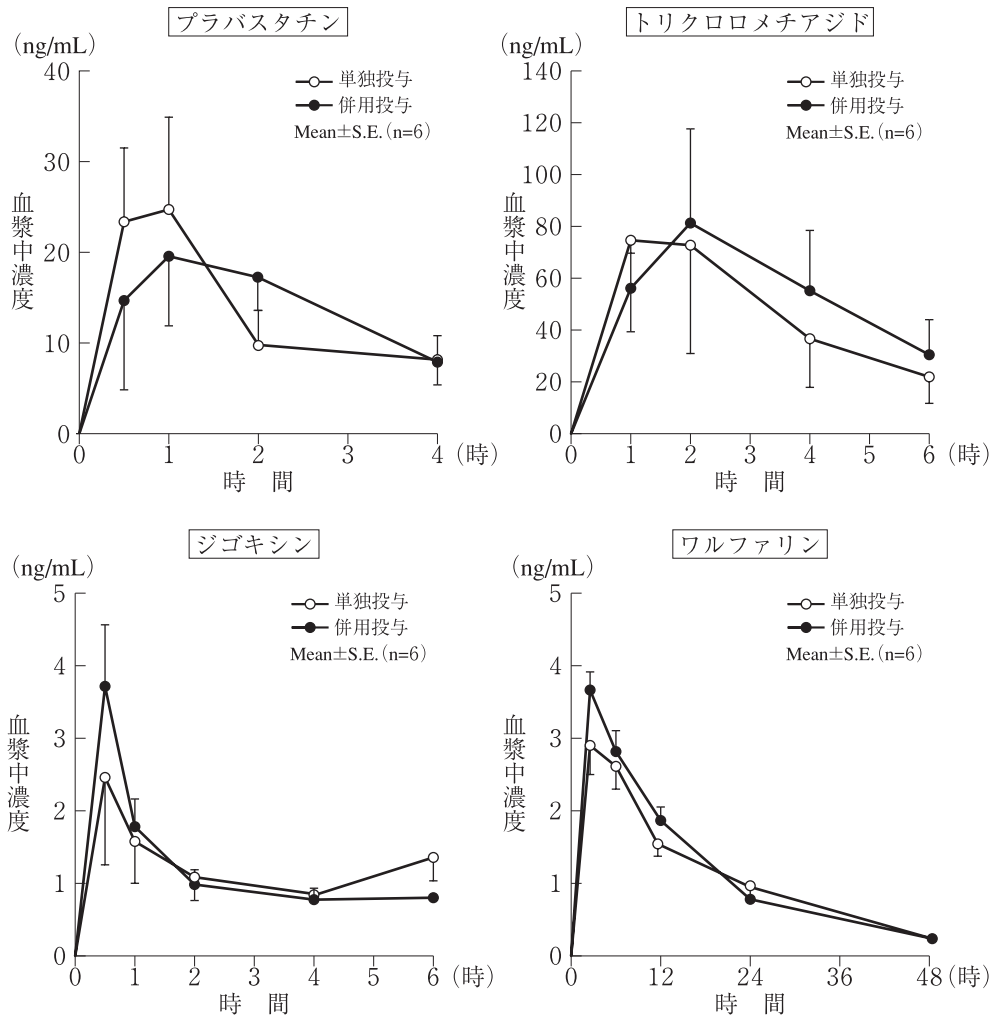 プラバスタチン
(ng/mL)
40
30
20
10
0
血漿中濃度
単独投与
併用投与
Mean±S.E.(n=6)
0 1 2 3 4 (時)
時 間
トリクロロメチアジド
(ng/mL)
140
120
100
80
60
40
20
0
血漿中濃度
単独投与
併用投与
Mean±S.E.(n=6)
0 1 2 3 4 5 6 (時)
時 間
ジゴキシン
(ng/mL)
5
4
3
2
1
0
血漿中濃度
単独投与
併用投与
Mean±S.E.(n=6)
0 1 2 3 4 5 6 (時)
時 間
ワルファリン
(ng/mL)
5
4
3
2
1
0
血漿中濃度
単独投与
併用投与
Mean±S.E.(n=6)
0 12 24 36 48 (時)
時 間